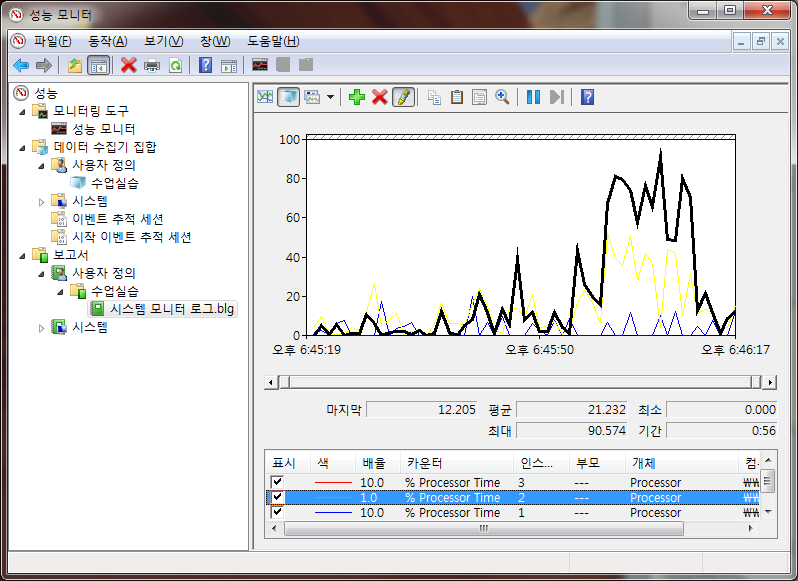 성능 모니터
파일(F) 동작(A) 보기(V) 창(W) 도움말(H)
성능
모니터링 도구
성능 모니터
데이터 수집기 집합
사용자 정의
수업실습
시스템
이벤트 추적 세션
시작 이벤트 추적 세션
보고서
사용자 정의
수업실습
시스템 모니터 로그.blg
시스템
100
80
60
40
20
0
오후 6:45:19 오후 6:45:50 오후 6:46:17
마지막 12.205 평균 21.232 최소 0.000
최대 90.574 기간 0:56
표시 색 배율 카운터 인스... 부모 개체
10.0 % Processor Time 3 --- Processor
1.0 % Processor Time 2 --- Processor
10.0 % Processor Time 1 --- Processor